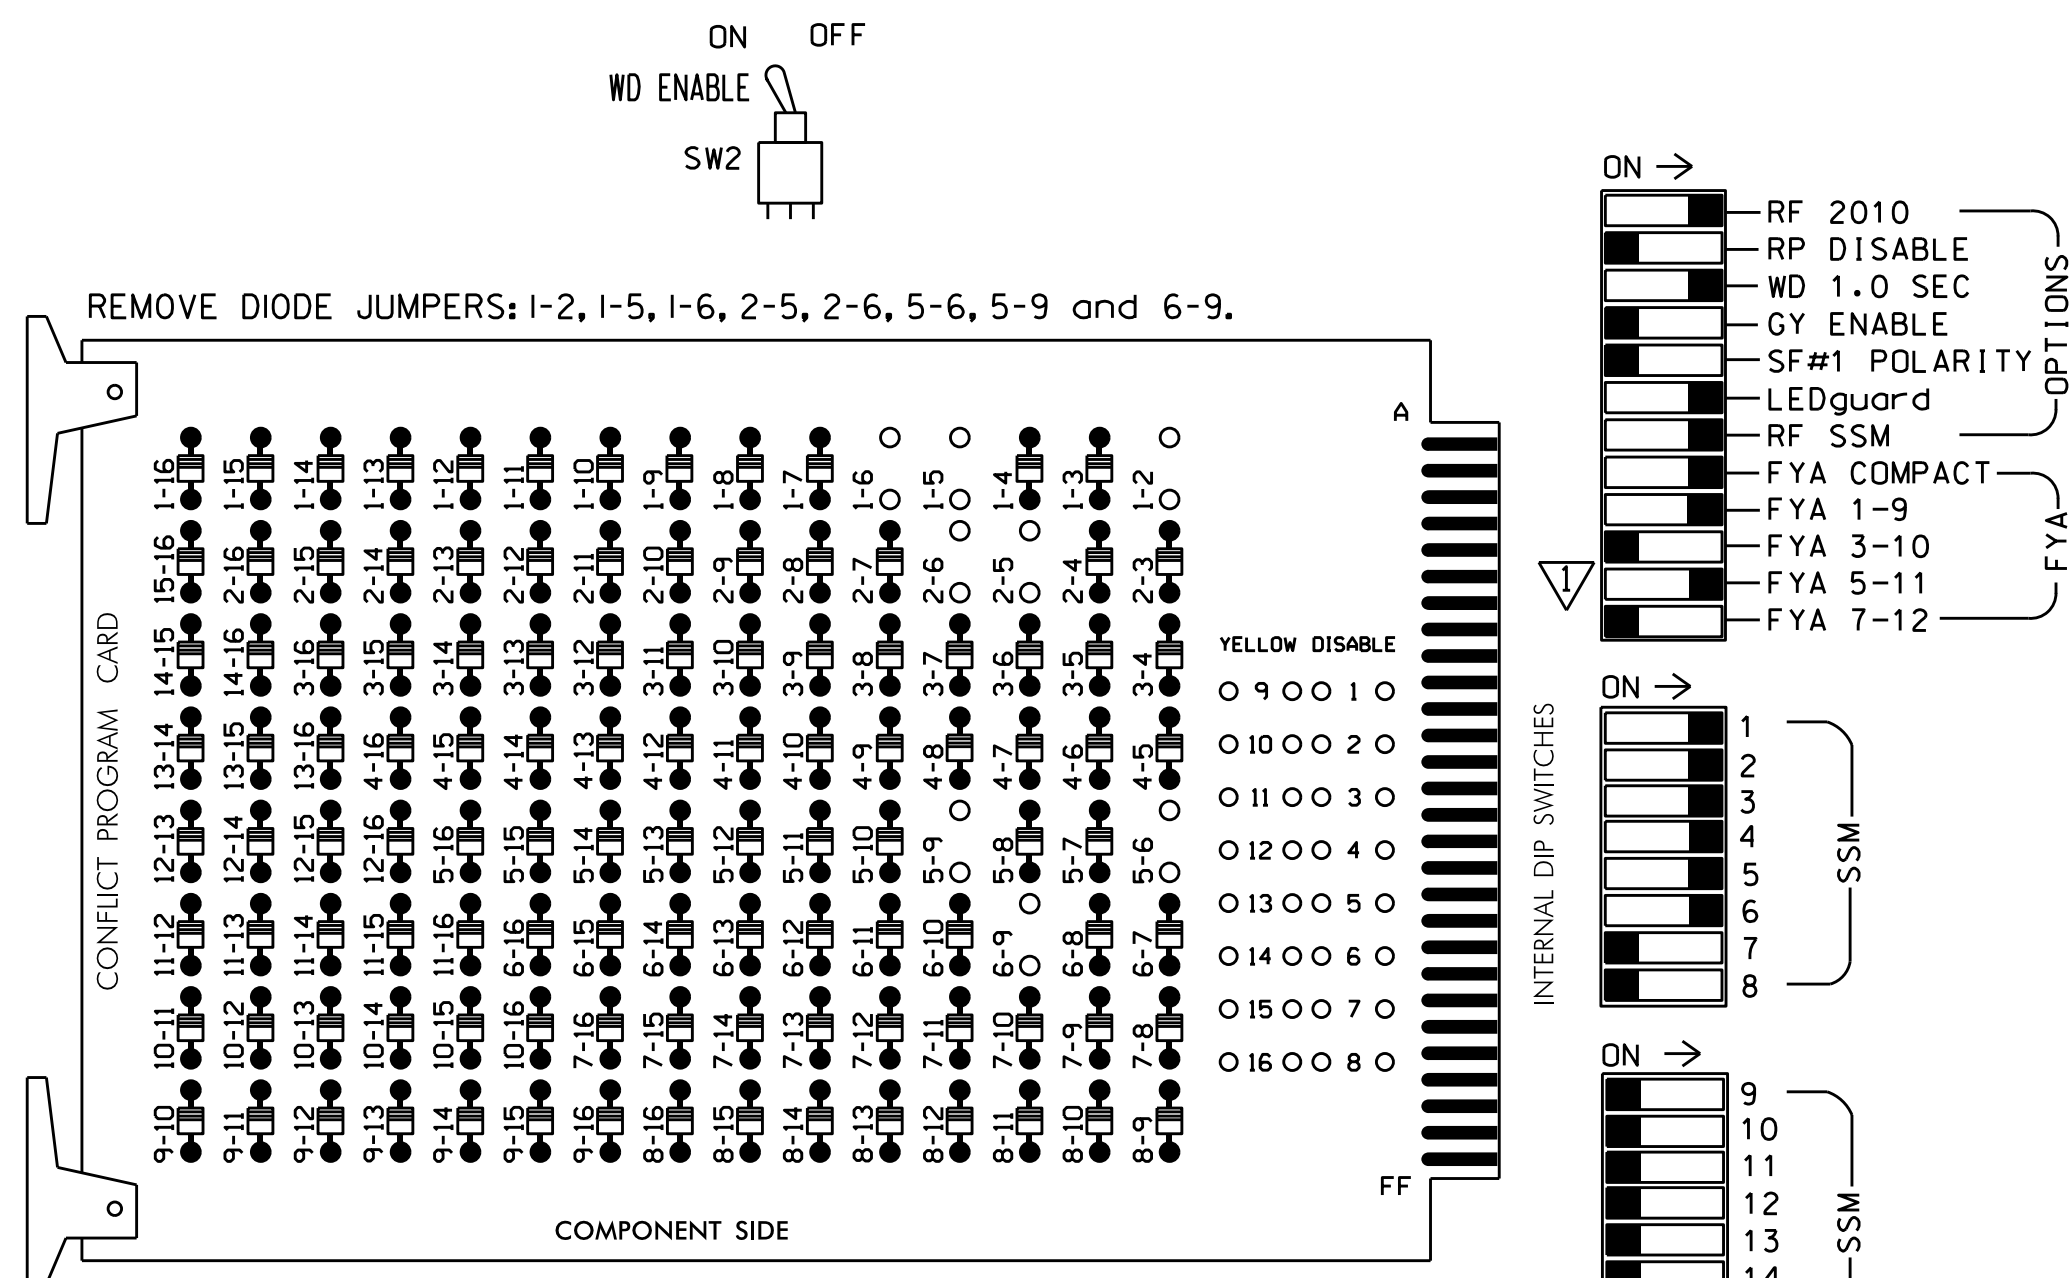 ON OFF
WD ENABLE
SW2
REMOVE DIODE JUMPERS: 1-2, 1-5, 1-6, 2-5, 2-6, 5-6, 5-9 and 6-9.
A
1-16 1-15 1-14 1-13 1-12 1-11 1-10 1-9 1-8 1-7 1-6 1-5 1-4 1-3 1-2
15-16 2-16 2-15 2-14 2-13 2-12 2-11 2-10 2-9 2-8 2-7 2-6 2-5 2-4 2-3
14-15 14-16 3-16 3-15 3-14 3-13 3-12 3-11 3-10 3-9 3-8 3-7 3-6 3-5 3-4
13-14 13-15 13-16 4-16 4-15 4-14 4-13 4-12 4-11 4-10 4-9 4-8 4-7 4-6 4-5
12-13 12-14 12-15 12-16 5-16 5-15 5-14 5-13 5-12 5-11 5-10 5-9 5-8 5-7 5-6
11-12 11-13 11-14 11-15 11-16 6-16 6-15 6-14 6-13 6-12 6-11 6-10 6-9 6-8 6-7
10-11 10-12 10-13 10-14 10-15 10-16 7-16 7-15 7-14 7-13 7-12 7-11 7-10 7-9 7-8
9-10 9-11 9-12 9-13 9-14 9-15 9-16 8-16 8-15 8-14 8-13 8-12 8-11 8-10 8-9
CONFLICT PROGRAM CARD
YELLOW DISABLE
9 1
10 2
11 3
12 4
13 5
14 6
15 7
16 8
FF
COMPONENT SIDE
INTERNAL DIP SWITCHES
1
ON →
RF 2010
RP DISABLE
WD 1.0 SEC
GY ENABLE
SF#1 POLARITY
LEDguard
RF SSM
OPTIONS
FYA COMPACT
FYA 1-9
FYA 3-10
FYA 5-11
FYA 7-12
FYA
ON →
1
2
3
4
5
6
7
8
SSM
ON →
9
10
11
12
13
14
SSM